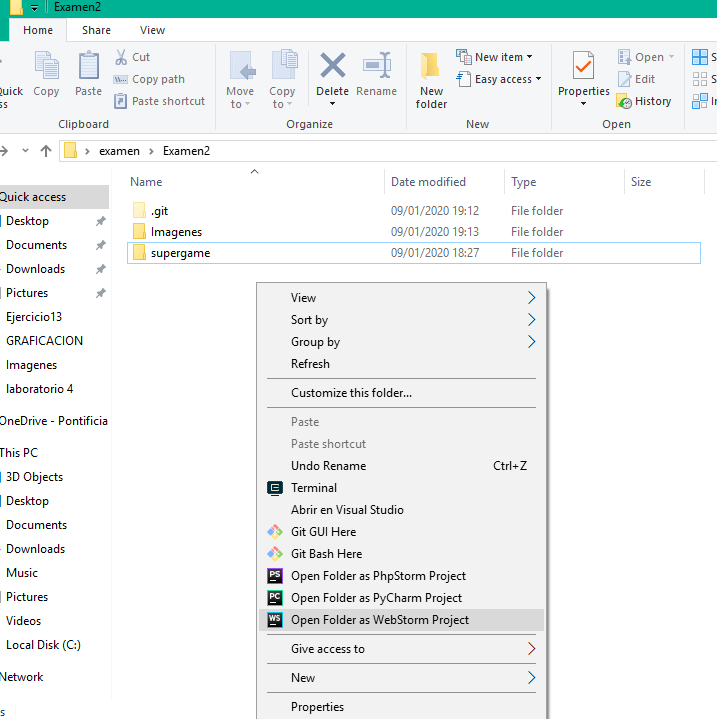 Examen2
Home Share View
Quick access
Copy
Paste
Cut
Copy path
Paste shortcut
Clipboard
Move to
Copy to
Delete
Rename
Organize
New folder
New item
Easy access
New
Properties
Open
Edit
History
Open
examen Examen2
Name Date modified Type Size
.git 09/01/2020 19:12 File folder
Imagenes 09/01/2020 19:13 File folder
supergame 09/01/2020 18:27 File folder
Quick access
Desktop
Documents
Downloads
Pictures
Ejercicio13
GRAFICACION
Imagenes
laboratorio 4
OneDrive - Pontificia
This PC
3D Objects
Desktop
Documents
Downloads
Music
Pictures
Videos
Local Disk (C:)
Network
View
Sort by
Group by
Refresh
Customize this folder...
Paste
Paste shortcut
Undo Rename Ctrl+Z
Terminal
Abrir en Visual Studio
Git GUI Here
Git Bash Here
PS Open Folder as PhpStorm Project
PC Open Folder as PyCharm Project
WS Open Folder as WebStorm Project
Give access to
New
Properties